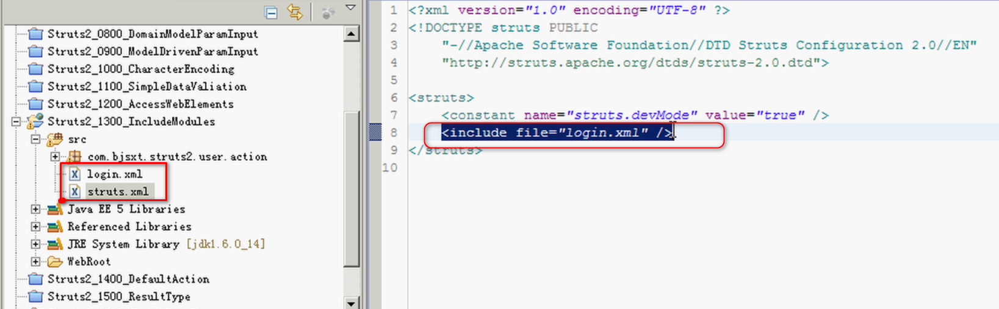 Struts2_0800_DomainModelParamInput
Struts2_0900_ModelDrivenParamInput
Struts2_1000_CharacterEncoding
Struts2_1100_SimpleDataValiation
Struts2_1200_AccessWebElements
Struts2_1300_IncludeModules
src
com.bjsxt.struts2.user.action
login.xml
struts.xml
Java EE 5 Libraries
Referenced Libraries
JRE System Library [jdk1.6.0_14]
WebRoot
Struts2_1400_DefaultAction
Struts2_1500_ResultType
1 <?xml version="1.0" encoding="UTF-8" ?>
2 <!DOCTYPE struts PUBLIC
3 "-//Apache Software Foundation//DTD Struts Configuration 2.0//EN"
4 "http://struts.apache.org/dtds/struts-2.0.dtd">
5
6 <struts>
7 <constant name="struts.devMode" value="true" />
8 <include file="login.xml" />
9 </struts>
10